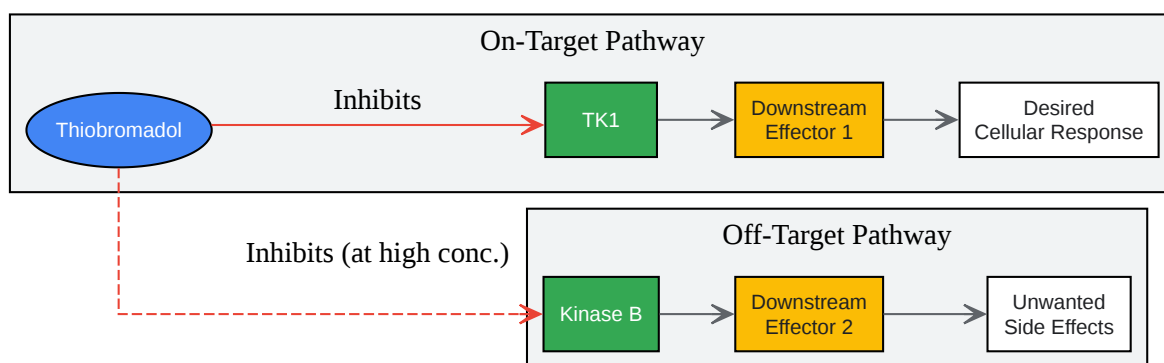 On-Target Pathway
Thiobromadol
Inhibits
TK1
Downstream
Effector 1
Desired
Cellular Response
Inhibits (at high conc.)
Off-Target Pathway
Kinase B
Downstream
Effector 2
Unwanted
Side Effects